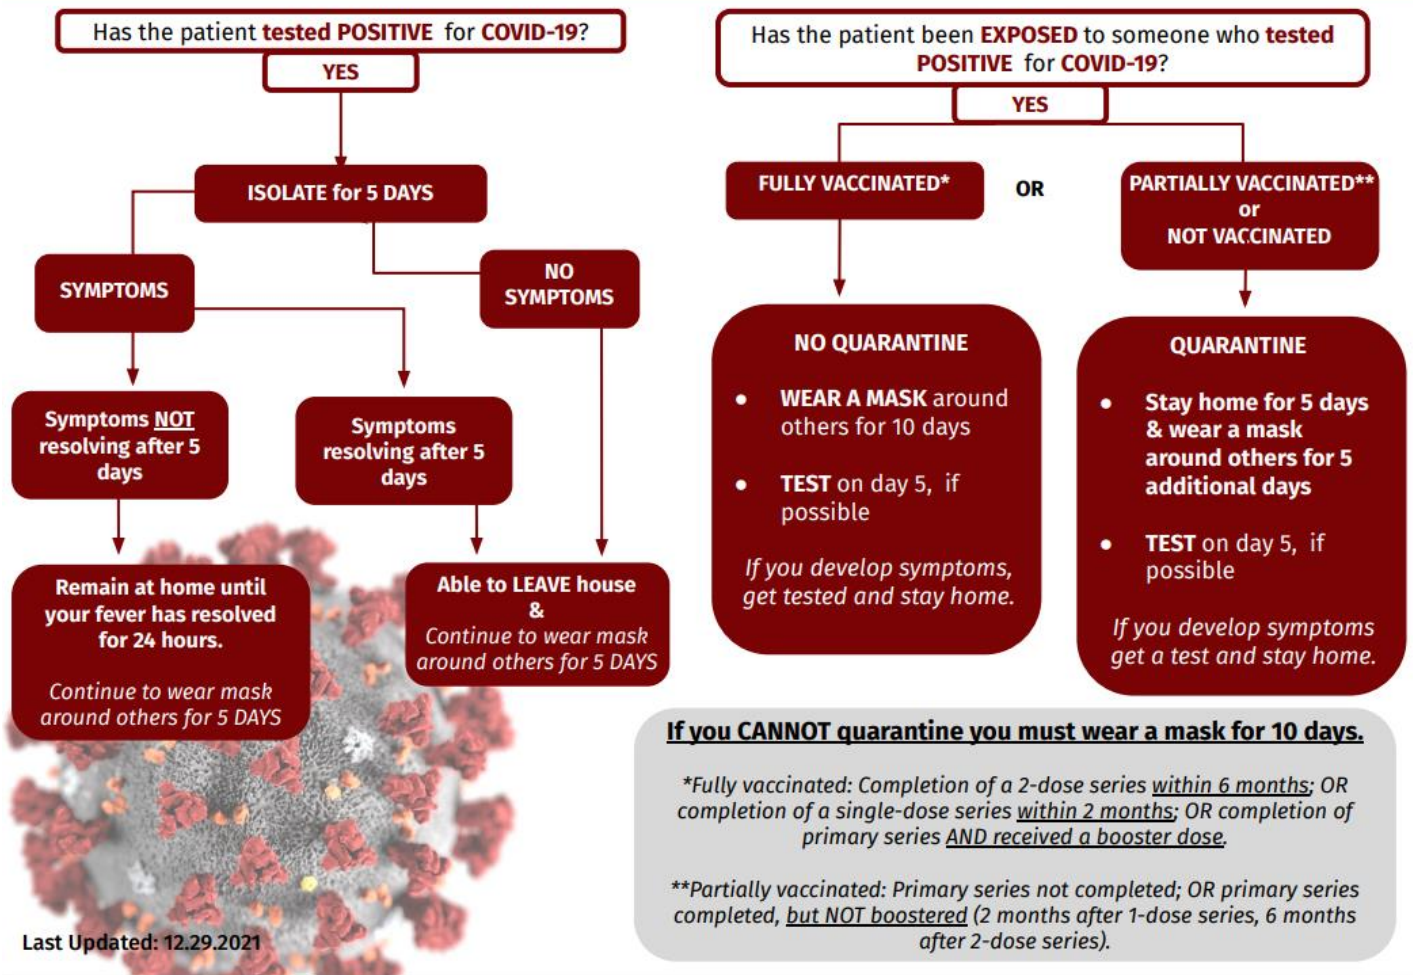 Has the patient tested POSITIVE for COVID-19?
YES
ISOLATE for 5 DAYS
SYMPTOMS
NO
SYMPTOMS
Symptoms NOT
resolving after 5
days
Symptoms
resolving after 5
days
Remain at home until
your fever has resolved
for 24 hours.
Continue to wear mask
around others for 5 DAYS
Able to LEAVE house
&
Continue to wear mask
around others for 5 DAYS
Last Updated: 12.29.2021
Has the patient been EXPOSED to someone who tested
POSITIVE for COVID-19?
YES
FULLY VACCINATED*
OR
PARTIALLY VACCINATED**
or
NOT VACCINATED
NO QUARANTINE
● WEAR A MASK around
others for 10 days
● TEST on day 5, if
possible
If you develop symptoms,
get tested and stay home.
QUARANTINE
● Stay home for 5 days
& wear a mask
around others for 5
additional days
● TEST on day 5, if
possible
If you develop symptoms
get a test and stay home.
If you CANNOT quarantine you must wear a mask for 10 days.
*Fully vaccinated: Completion of a 2-dose series within 6 months; OR
completion of a single-dose series within 2 months; OR completion of
primary series AND received a booster dose.
**Partially vaccinated: Primary series not completed; OR primary series
completed, but NOT boostered (2 months after 1-dose series, 6 months
after 2-dose series).